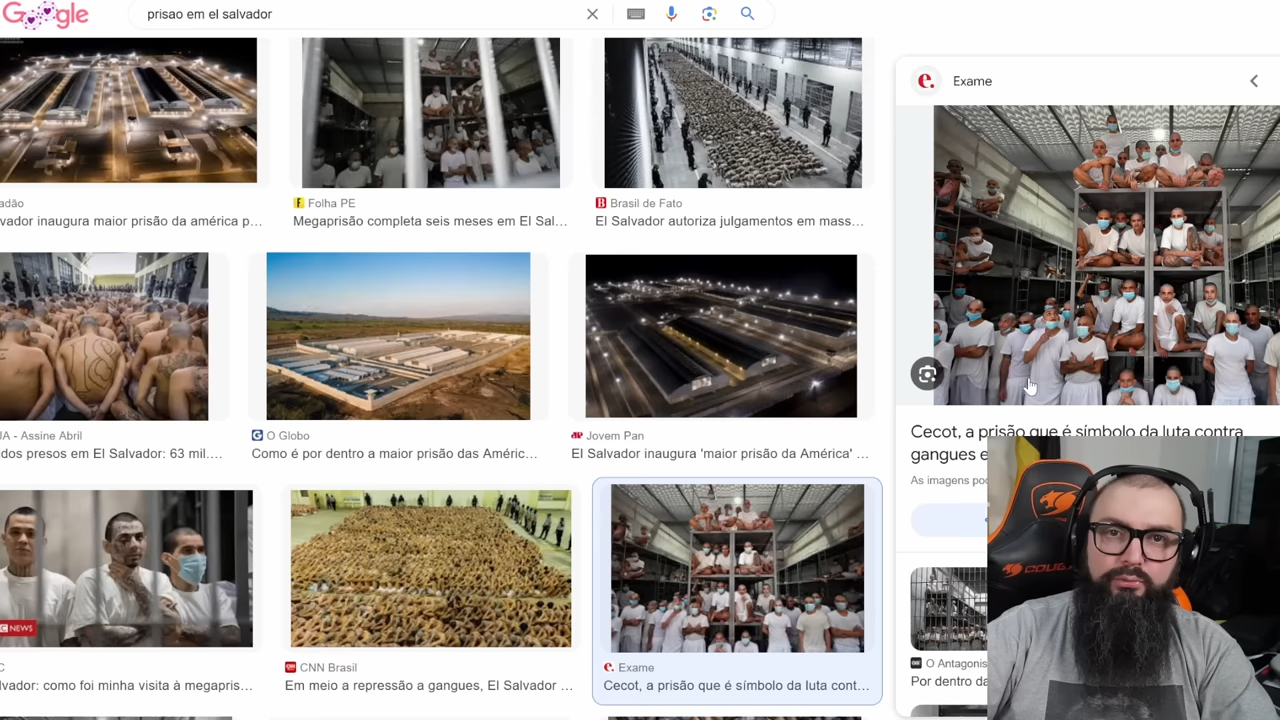 Google
prisao em el salvador
Exame
adão
vador inaugura maior prisão da américa p...
Folha PE
Megaprisão completa seis meses em El Sal...
Brasil de Fato
El Salvador autoriza julgamentos em mass...
JA - Assine Abril
dos presos em El Salvador: 63 mil....
O Globo
Como é por dentro a maior prisão das Améric...
Jovem Pan
El Salvador inaugura 'maior prisão da América' ...
Cecot, a prisão que é símbolo da luta contra
gangues e
As imagens pod
NEWS
C
lvador: como foi minha visita à megapris...
CNN Brasil
Em meio a repressão a gangues, El Salvador ...
e. Exame
Cecot, a prisão que é símbolo da luta cont...
O Antagonis
Por dentro da
COUG